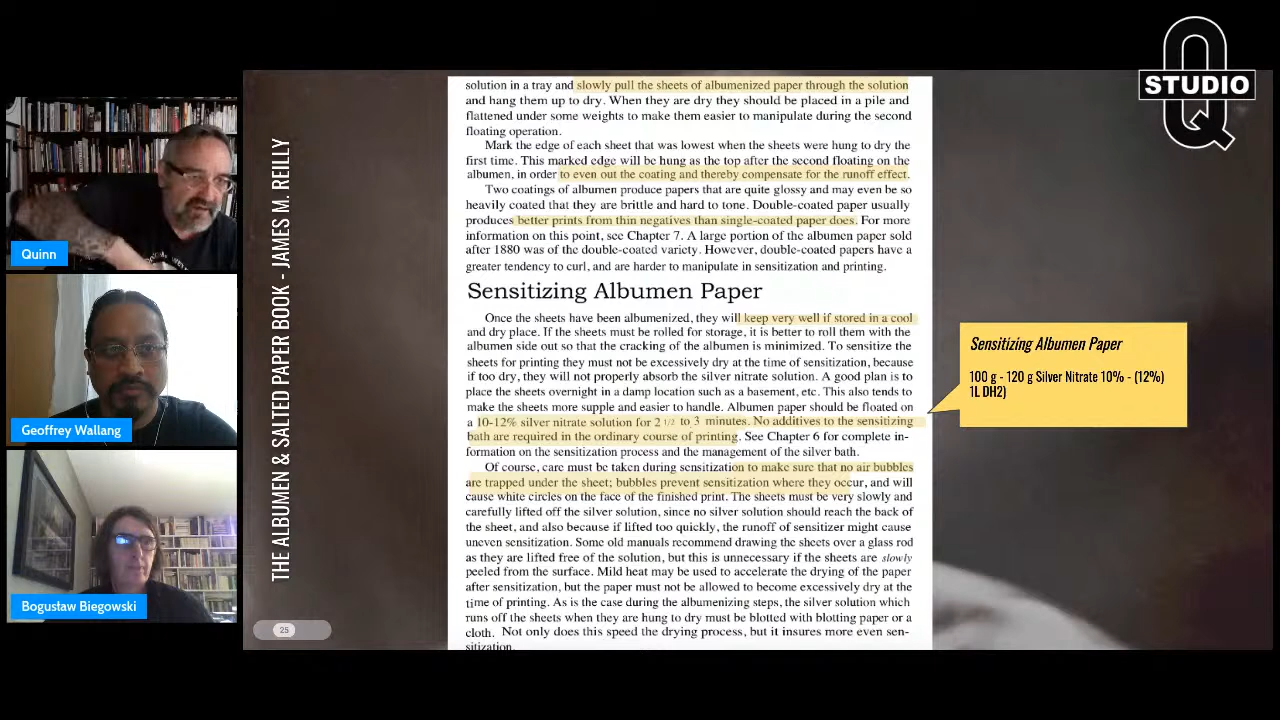 STUDIO
Q
Quinn
Geoffrey Wallang
Bogusław Biegowski
THE ALBUMEN & SALTED PAPER BOOK - JAMES M. REILLY
25
solution in a tray and slowly pull the sheets of albumenized paper through the solution
and hang them up to dry. When they are dry they should be placed in a pile and
flattened under some weights to make them easier to manipulate during the second
floating operation.
Mark the edge of each sheet that was lowest when the sheets were hung to dry the
first time. This marked edge will be hung as the top after the second floating on the
albumen, in order to even out the coating and thereby compensate for the runoff effect.
Two coatings of albumen produce papers that are quite glossy and may even be so
heavily coated that they are brittle and hard to tone. Double-coated paper usually
produces better prints from thin negatives than single-coated paper does. For more
information on this point, see Chapter 7. A large portion of the albumen paper sold
after 1880 was of the double-coated variety. However, double-coated papers have a
greater tendency to curl, and are harder to manipulate in sensitization and printing.
Sensitizing Albumen Paper
Once the sheets have been albumenized, they will keep very well if stored in a cool
and dry place. If the sheets must be rolled for storage, it is better to roll them with the
albumen side out so that the cracking of the albumen is minimized. To sensitize the
sheets for printing they must not be excessively dry at the time of sensitization, because
if too dry, they will not properly absorb the silver nitrate solution. A good plan is to
place the sheets overnight in a damp location such as a basement, etc. This also tends to
make the sheets more supple and easier to handle. Albumen paper should be floated on
a 10-12% silver nitrate solution for 2 1/2 to 3 minutes. No additives to the sensitizing
bath are required in the ordinary course of printing. See Chapter 6 for complete in-
formation on the sensitization process and the management of the silver bath.
Of course, care must be taken during sensitization to make sure that no air bubbles
are trapped under the sheet; bubbles prevent sensitization where they occur, and will
cause white circles on the face of the finished print. The sheets must be very slowly and
carefully lifted off the silver solution, since no silver solution should reach the back of
the sheet, and also because if lifted too quickly, the runoff of sensitizer might cause
uneven sensitization. Some old manuals recommend drawing the sheets over a glass rod
as they are lifted free of the solution, but this is unnecessary if the sheets are slowly
peeled from the surface. Mild heat may be used to accelerate the drying of the paper
after sensitization, but the paper must not be allowed to become excessively dry at the
time of printing. As is the case during the albumenizing steps, the silver solution which
runs off the sheets when they are hung to dry must be blotted with blotting paper or a
cloth. Not only does this speed the drying process, but it insures more even sen-
sitization.
Sensitizing Albumen Paper
100 g - 120 g Silver Nitrate 10% - (12%)
1L DH2)